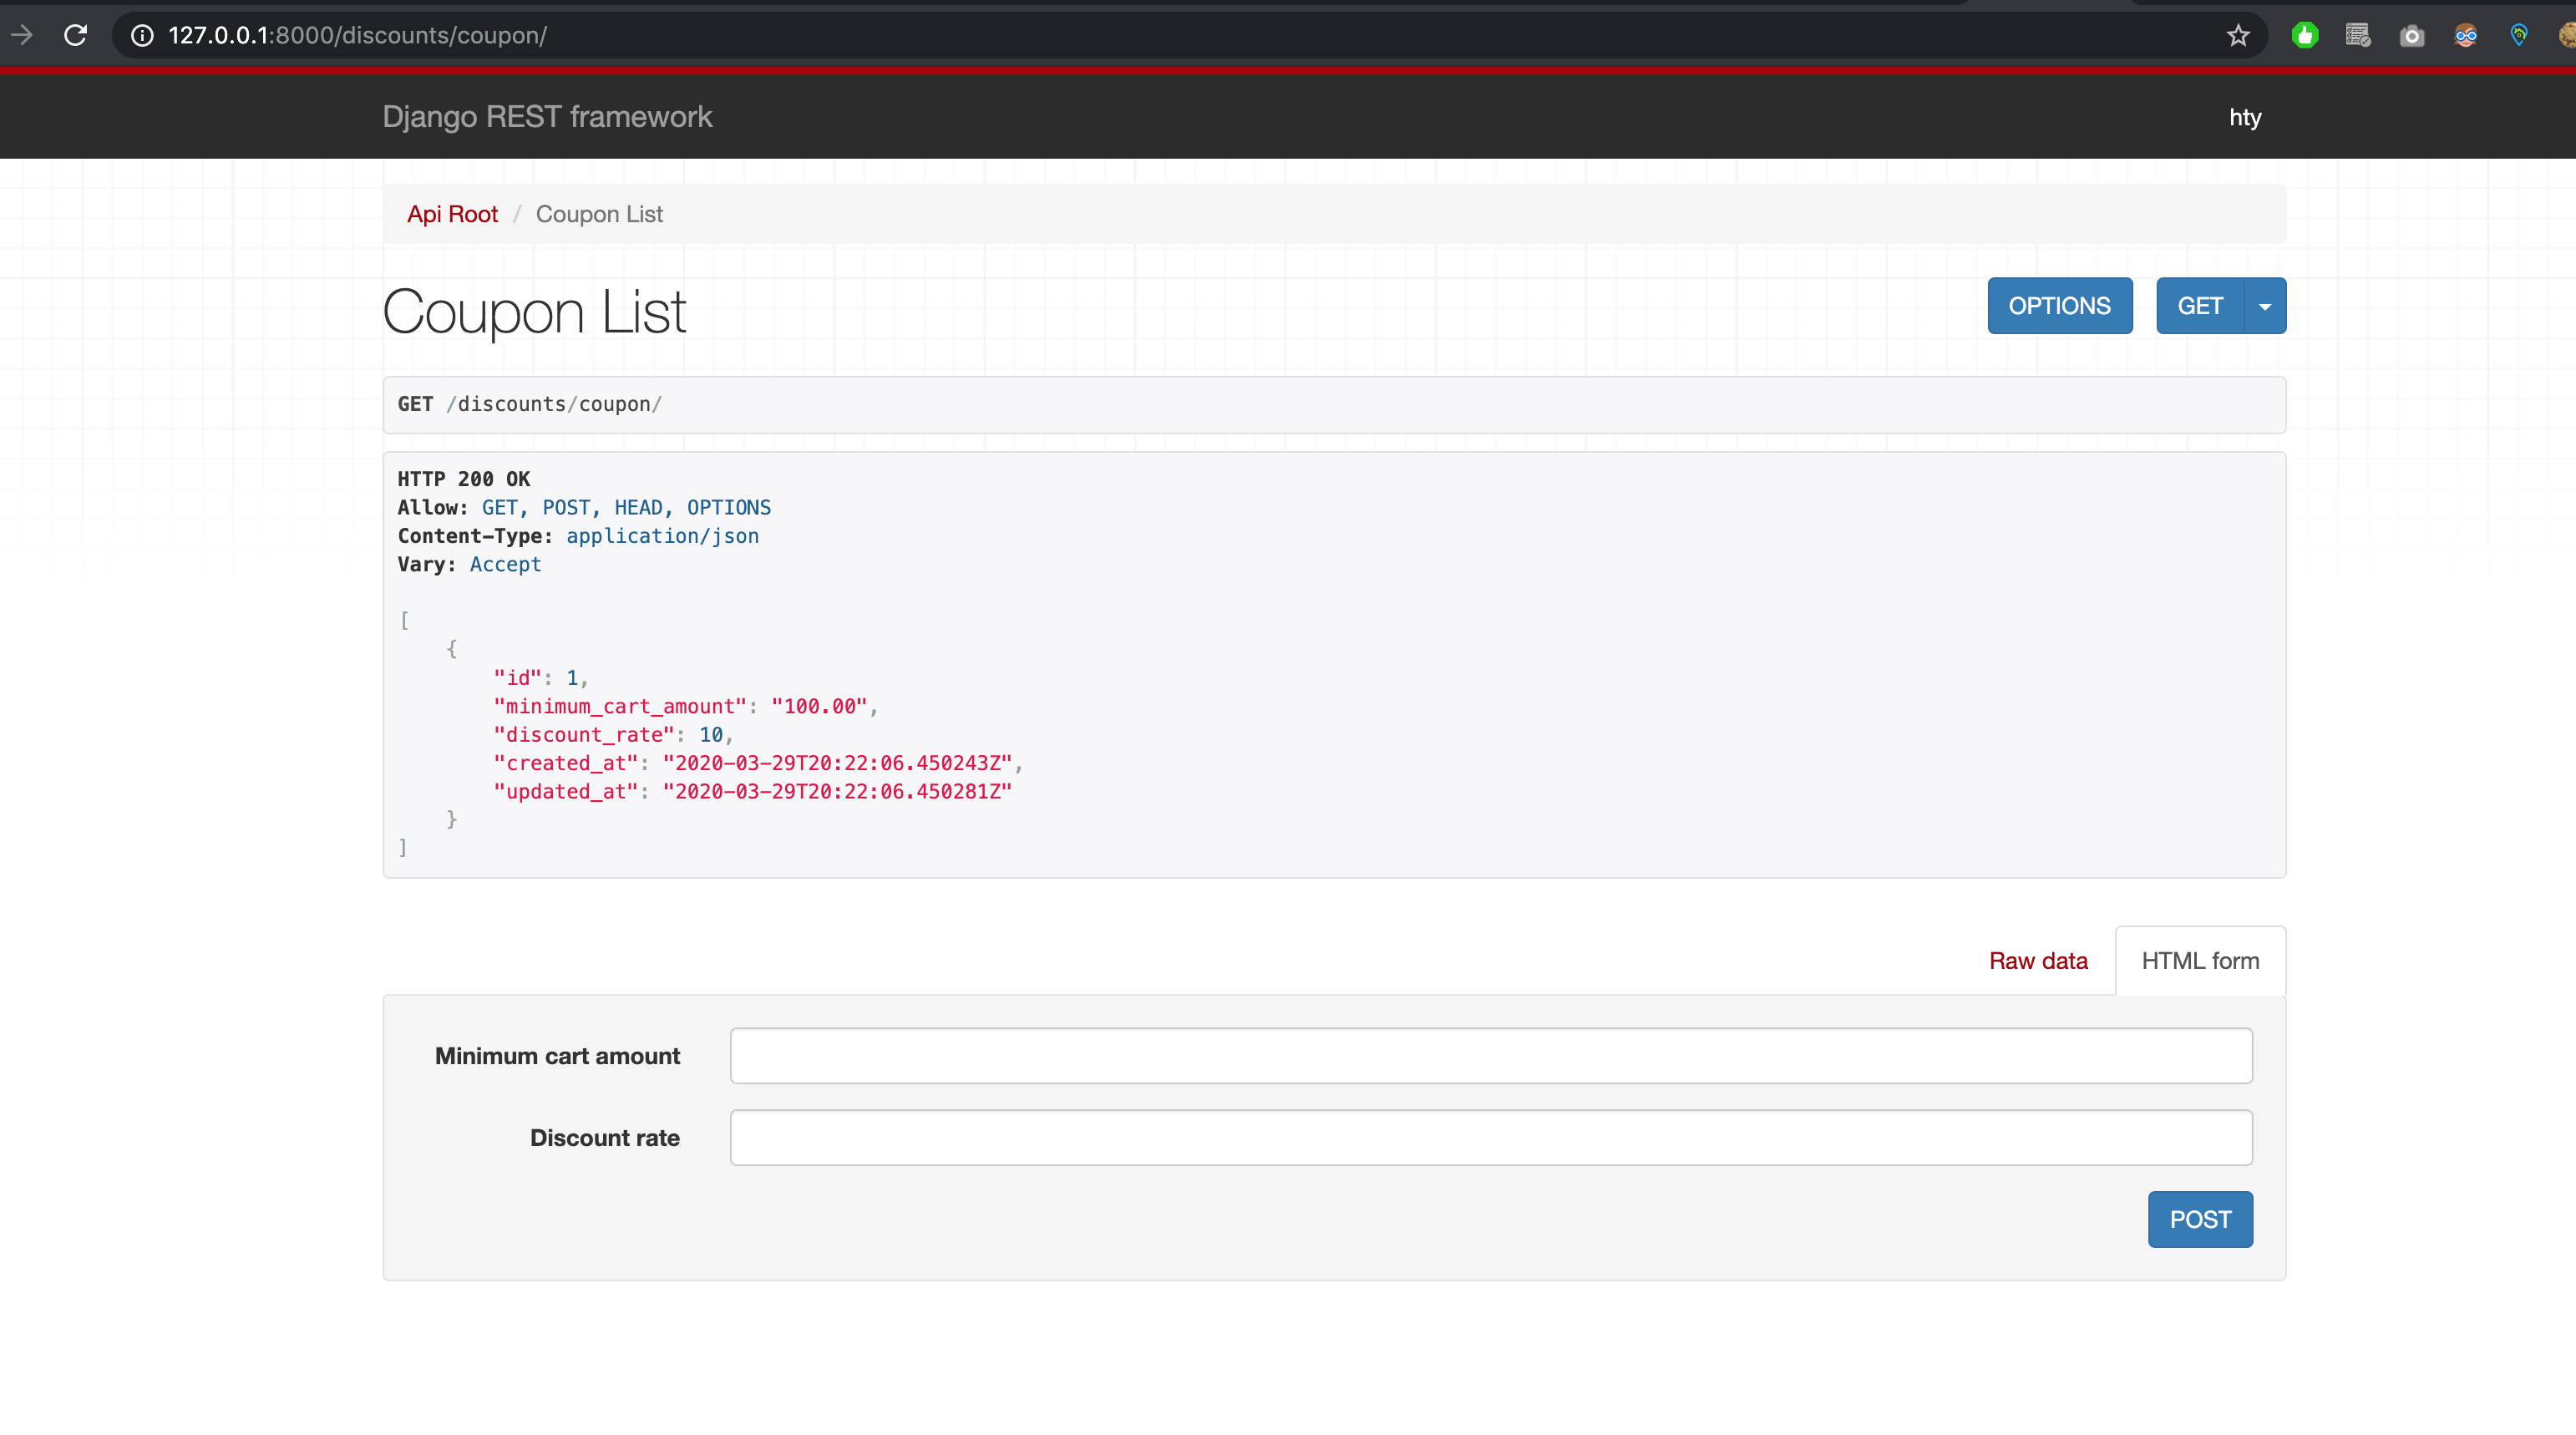 127.0.0.1:8000/discounts/coupon/
Django REST framework
hty
Api Root / Coupon List
Coupon List
OPTIONS
GET
GET /discounts/coupon/
HTTP 200 OK
Allow: GET, POST, HEAD, OPTIONS
Content-Type: application/json
Vary: Accept
[
    {
        "id": 1,
        "minimum_cart_amount": "100.00",
        "discount_rate": 10,
        "created_at": "2020-03-29T20:22:06.450243Z",
        "updated_at": "2020-03-29T20:22:06.450281Z"
    }
]
Raw data
HTML form
Minimum cart amount
Discount rate
POST